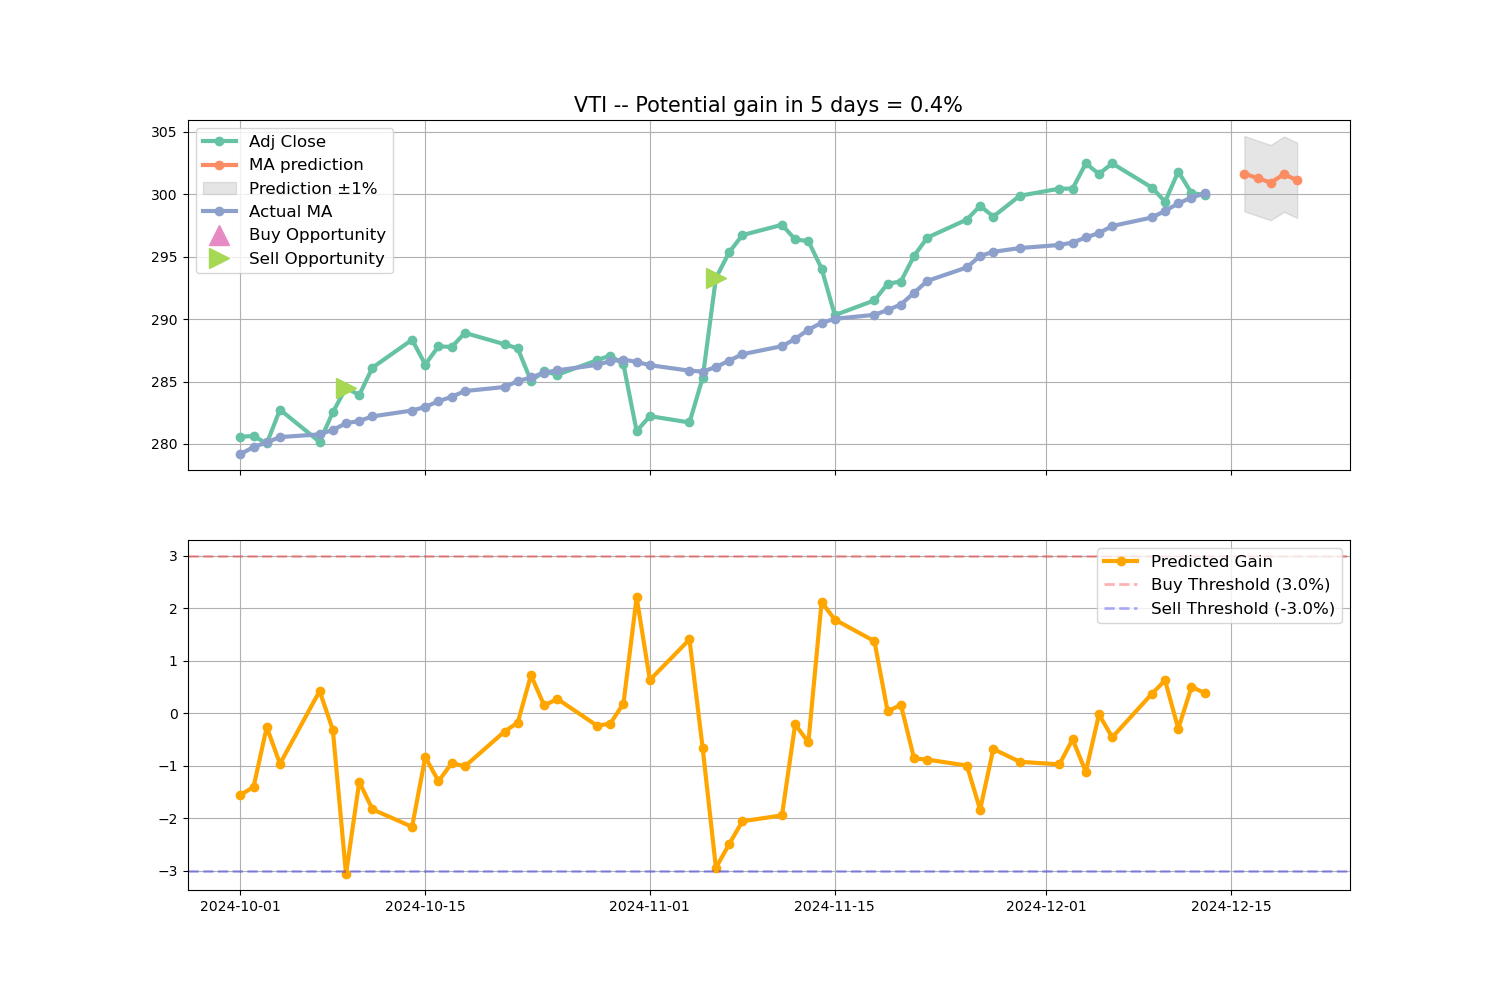 VTI -- Potential gain in 5 days = 0.4%
305
300
295
290
285
280
Adj Close
MA prediction
Prediction ±1%
Actual MA
Buy Opportunity
Sell Opportunity
3
2
1
0
−1
−2
−3
Predicted Gain
Buy Threshold (3.0%)
Sell Threshold (-3.0%)
2024-10-01 2024-10-15 2024-11-01 2024-11-15 2024-12-01 2024-12-15